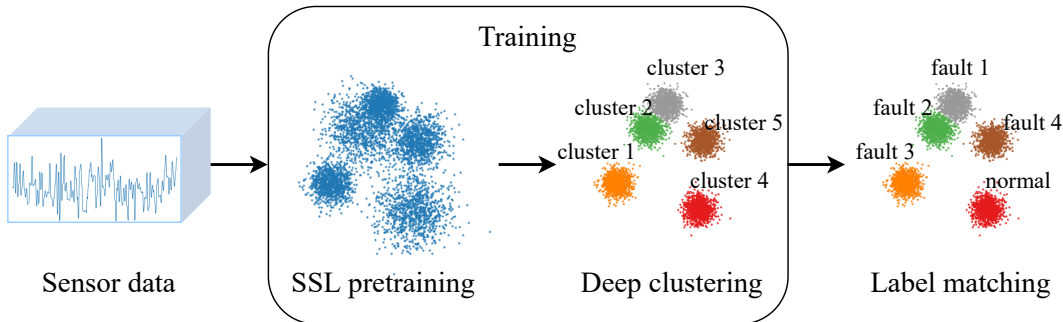 Training
cluster 3
cluster 2
cluster 5
cluster 1
cluster 4
fault 1
fault 2
fault 4
fault 3
normal
Sensor data
SSL pretraining
Deep clustering
Label matching